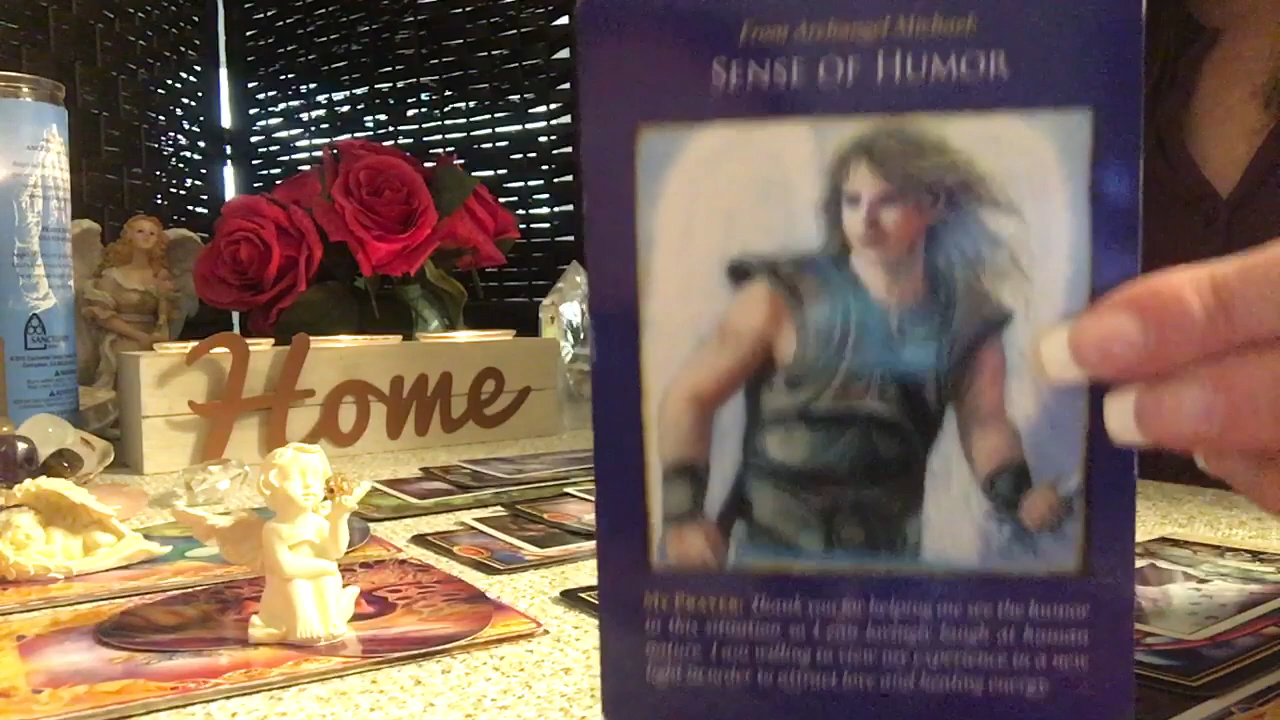 From Archangel Michael:
SENSE OF HUMOR
Home
SANCTUARY
MY PRAYER: Thank you for helping me see the humor
in this situation so I can lovingly laugh at human
nature. I am willing to view my experience in a new
light in order to attract love and healing energy.